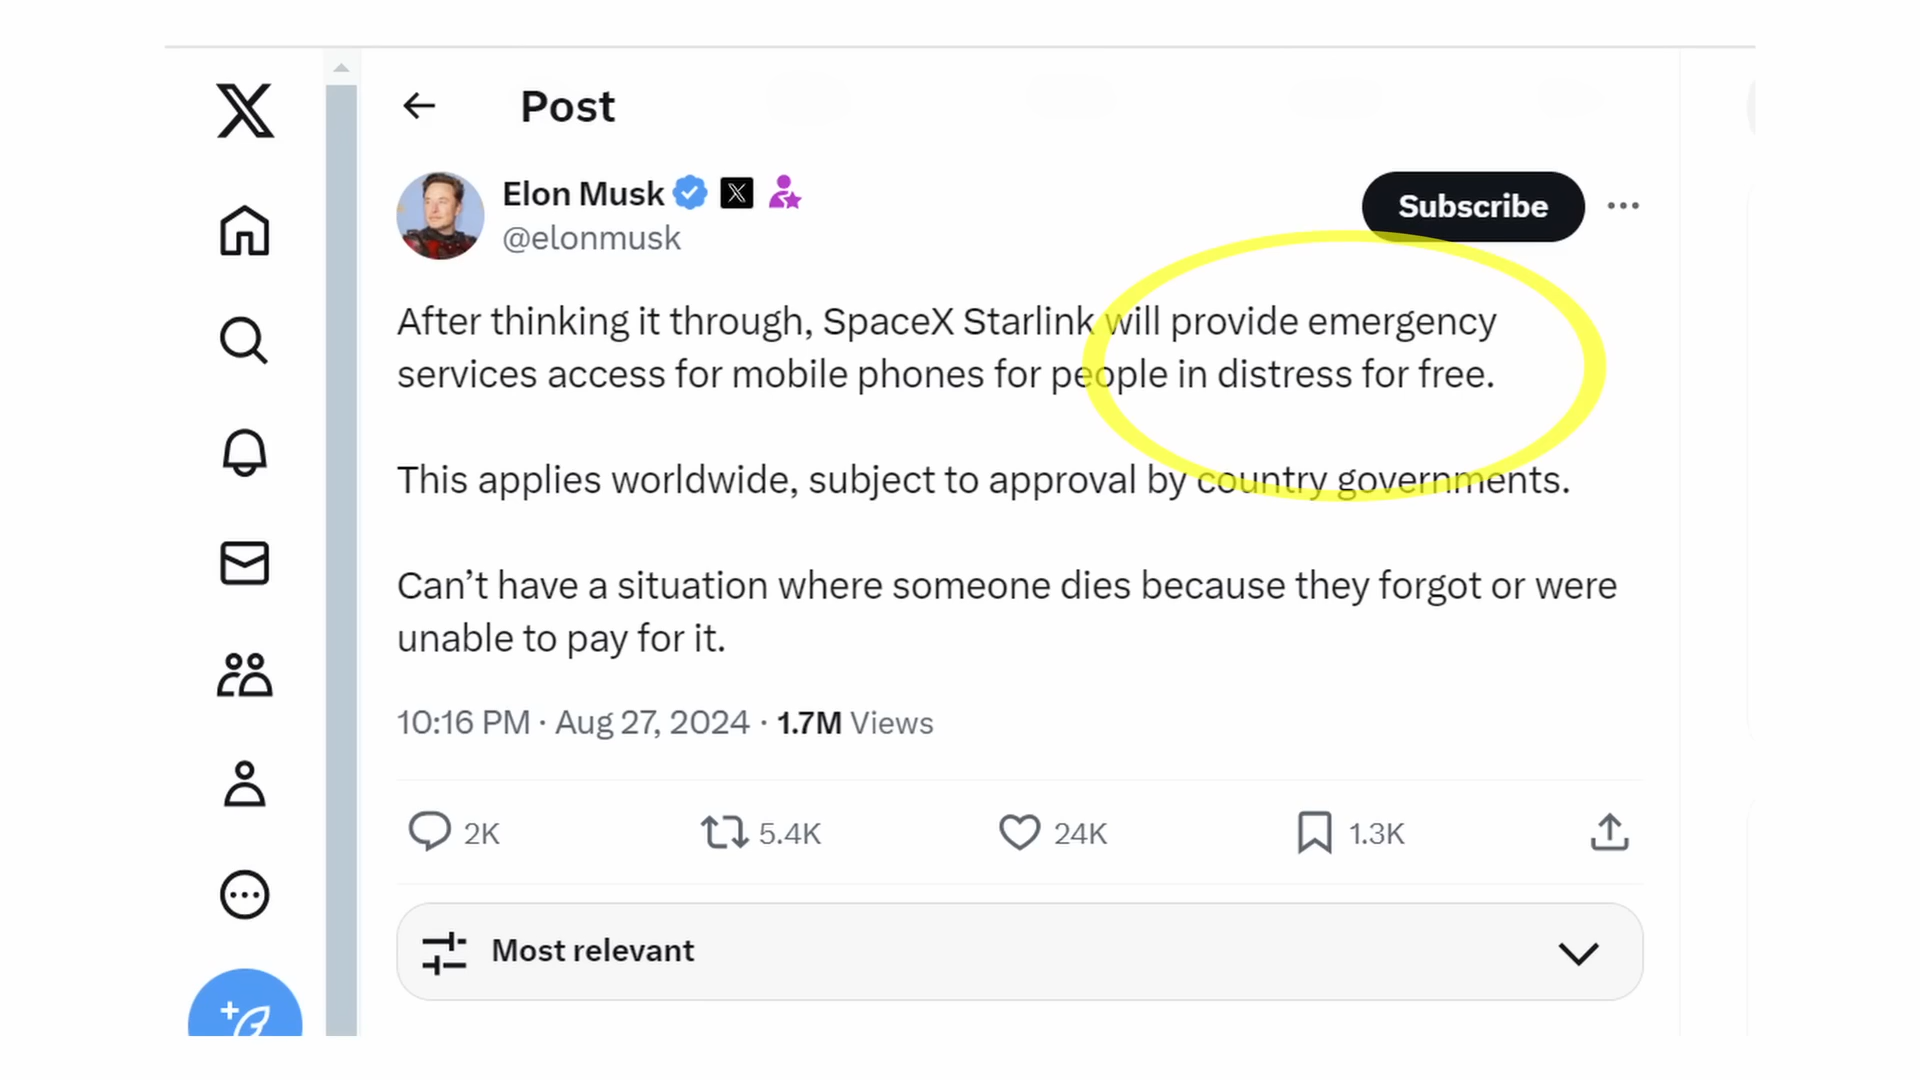 Post
Elon Musk
@elonmusk
Subscribe
After thinking it through, SpaceX Starlink will provide emergency
services access for mobile phones for people in distress for free.
This applies worldwide, subject to approval by country governments.
Can’t have a situation where someone dies because they forgot or were
unable to pay for it.
10:16 PM · Aug 27, 2024 · 1.7M Views
2K 5.4K 24K 1.3K
Most relevant